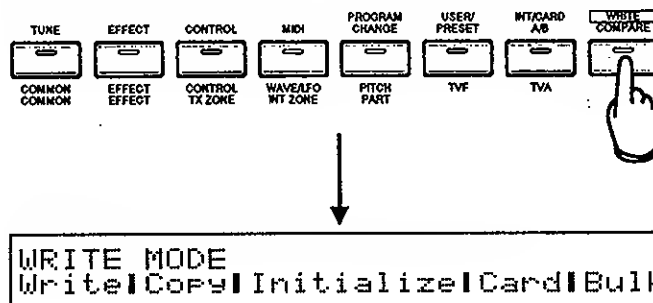 TUNE EFFECT CONTROL MIDI PROGRAM CHANGE USER/ PRESET INT/CARD A/B WRITE COMPARE
COMMON EFFECT CONTROL WAVE/LFO PITCH TVF TVA
COMMON EFFECT TX ZONE INT ZONE PART
WRITE MODE
Write Copy Initialize Card Bulk